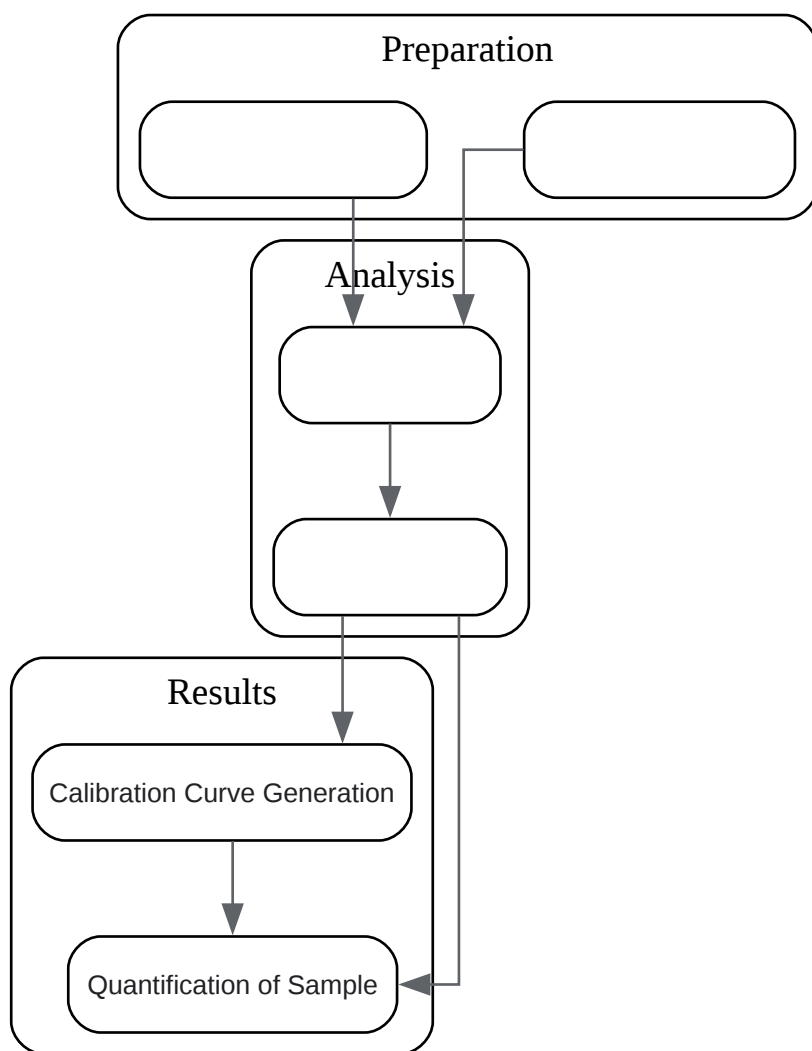 Preparation
Analysis
Results
Calibration Curve Generation
Quantification of Sample